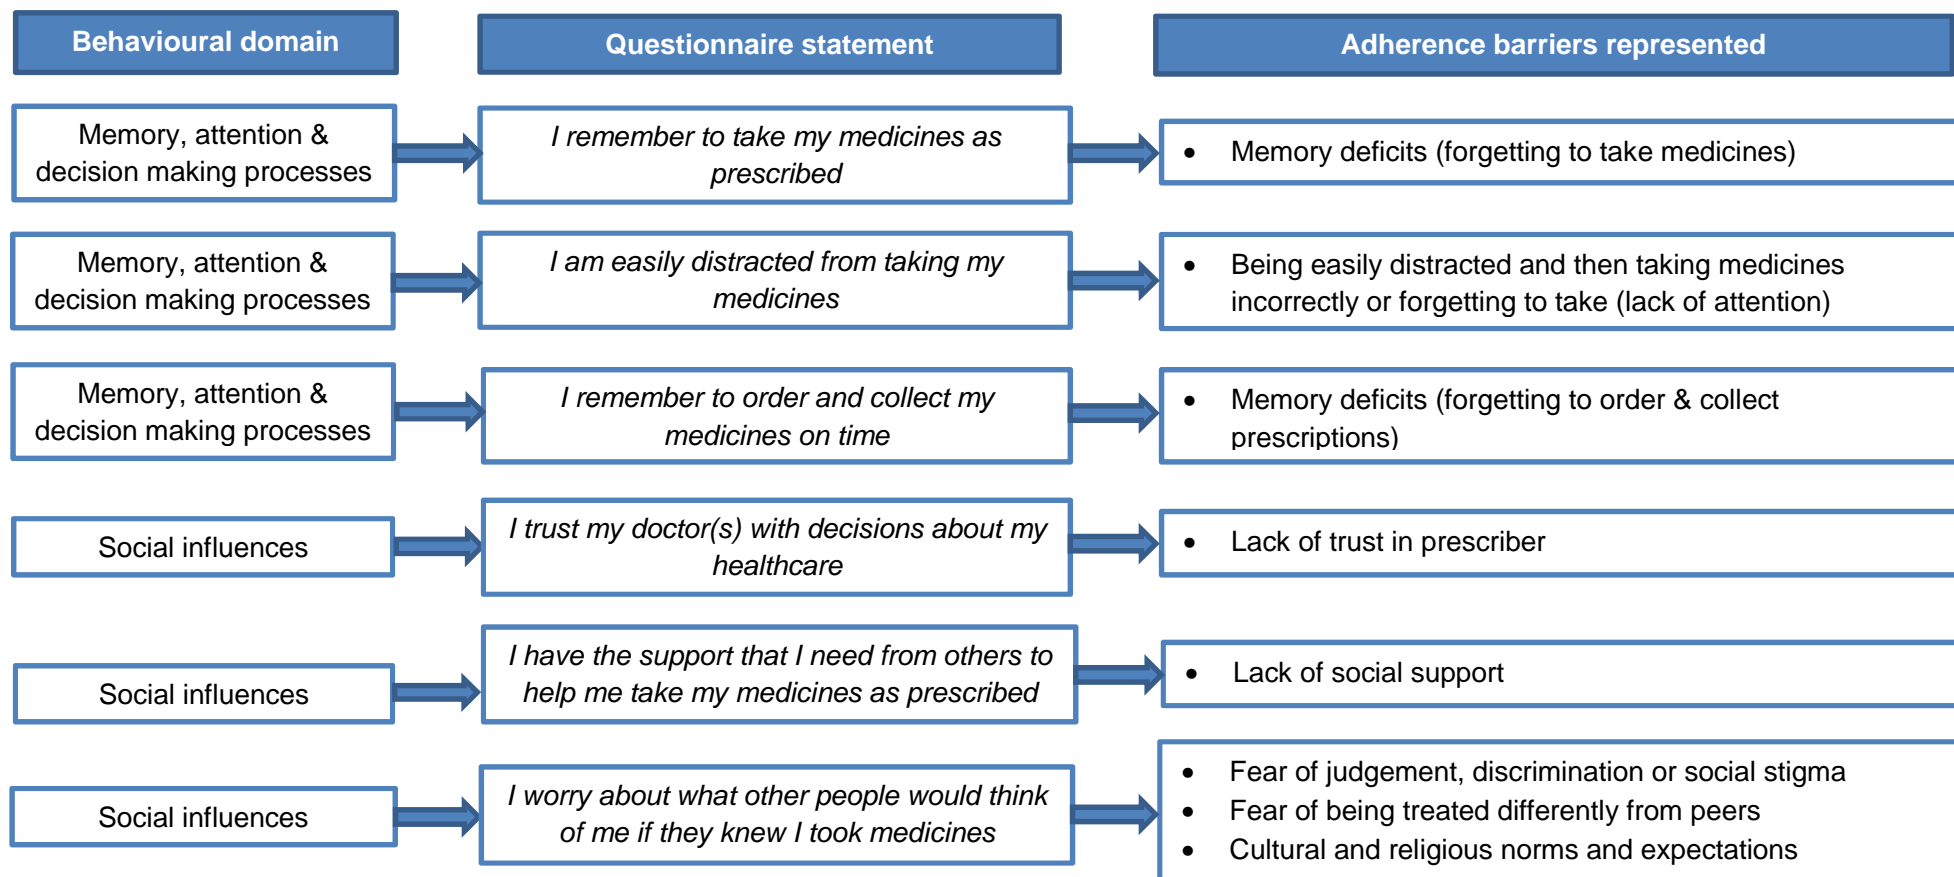 Behavioural domain
Questionnaire statement
Adherence barriers represented
Memory, attention &
decision making processes
I remember to take my medicines as
prescribed
• Memory deficits (forgetting to take medicines)
Memory, attention &
decision making processes
I am easily distracted from taking my
medicines
• Being easily distracted and then taking medicines
incorrectly or forgetting to take (lack of attention)
Memory, attention &
decision making processes
I remember to order and collect my
medicines on time
• Memory deficits (forgetting to order & collect
prescriptions)
Social influences
I trust my doctor(s) with decisions about my
healthcare
• Lack of trust in prescriber
Social influences
I have the support that I need from others to
help me take my medicines as prescribed
• Lack of social support
Social influences
I worry about what other people would think
of me if they knew I took medicines
• Fear of judgement, discrimination or social stigma
• Fear of being treated differently from peers
• Cultural and religious norms and expectations